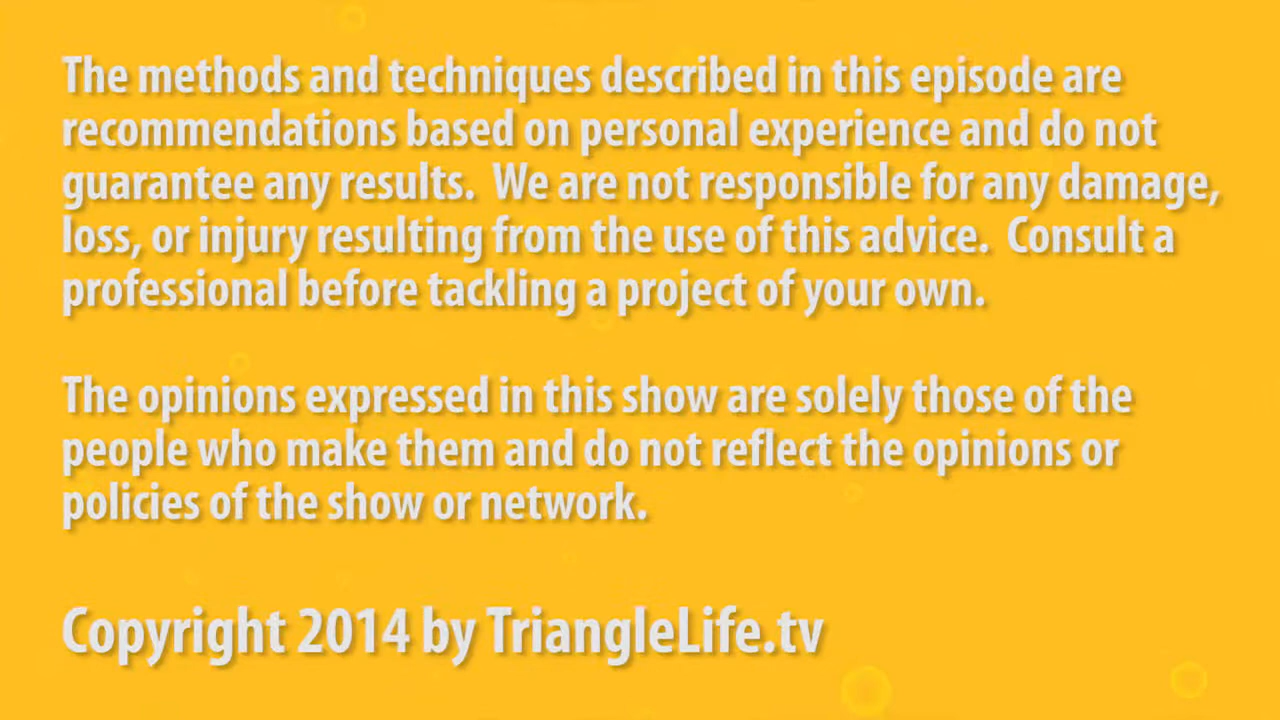 The methods and techniques described in this episode are
recommendations based on personal experience and do not
guarantee any results.  We are not responsible for any damage,
loss, or injury resulting from the use of this advice.  Consult a
professional before tackling a project of your own.
The opinions expressed in this show are solely those of the
people who make them and do not reflect the opinions or
policies of the show or network.
Copyright 2014 by TriangleLife.tv